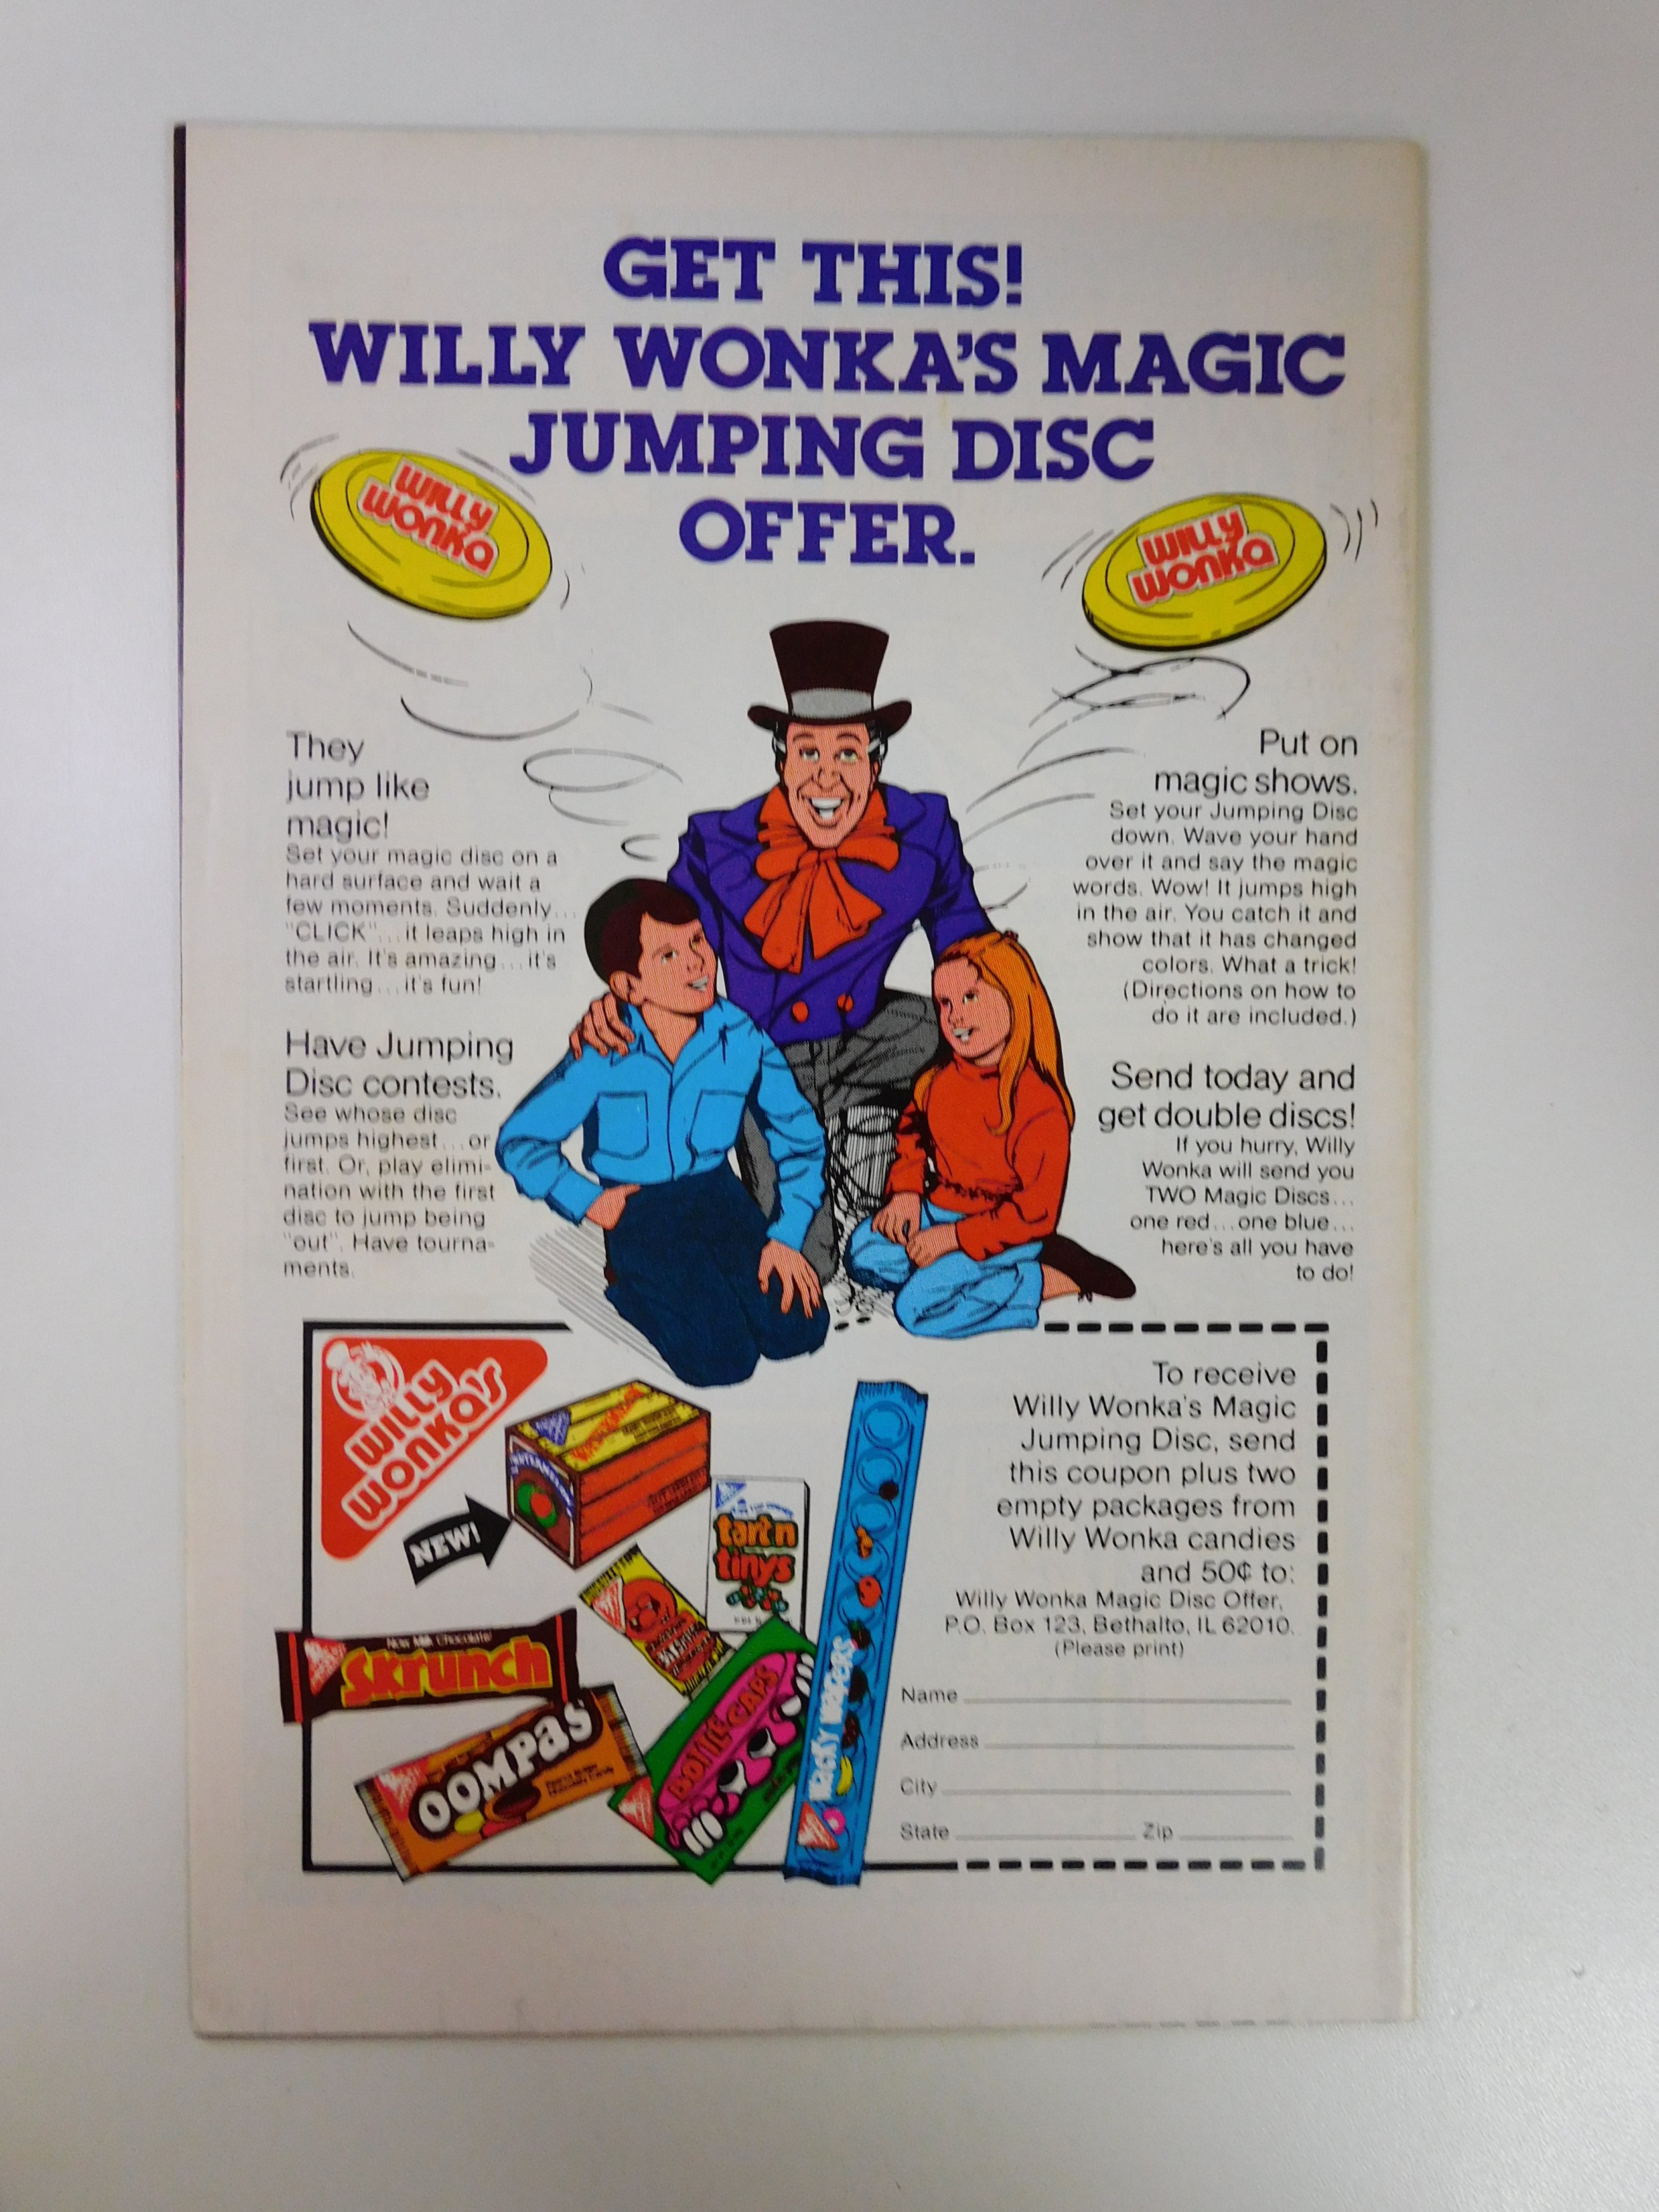 GET THIS!
WILLY WONKA'S MAGIC
JUMPING DISC
OFFER.
WILLY
WONKA
WILLY
WONKA
They
jump like
magic!
Set your magic disc on a
hard surface and wait a
few moments. Suddenly...
"CLICK"...it leaps high in
the air. It's amazing...it's
startling...it's fun!
Have Jumping
Disc contests.
See whose disc
jumps highest...or
first. Or, play elimi-
nation with the first
disc to jump being
"out". Have tourna-
ments.
Put on
magic shows.
Set your Jumping Disc
down. Wave your hand
over it and say the magic
words. Wow! It jumps high
in the air. You catch it and
show that it has changed
colors. What a trick!
(Directions on how to
do it are included.)
Send today and
get double discs!
If you hurry, Willy
Wonka will send you
TWO Magic Discs...
one red...one blue...
here's all you have
to do!
WILLY
WONKA'S
NEW!
tart n
tinys
Now Milk Chocolate!
SKrunch
OOMPAS
BOTTLE CAPS
WACKY WAFERS
To receive
Willy Wonka's Magic
Jumping Disc, send
this coupon plus two
empty packages from
Willy Wonka candies
and 50¢ to:
Willy Wonka Magic Disc Offer,
P.O. Box 123, Bethalto, IL 62010.
(Please print)
Name
Address
City
State Zip